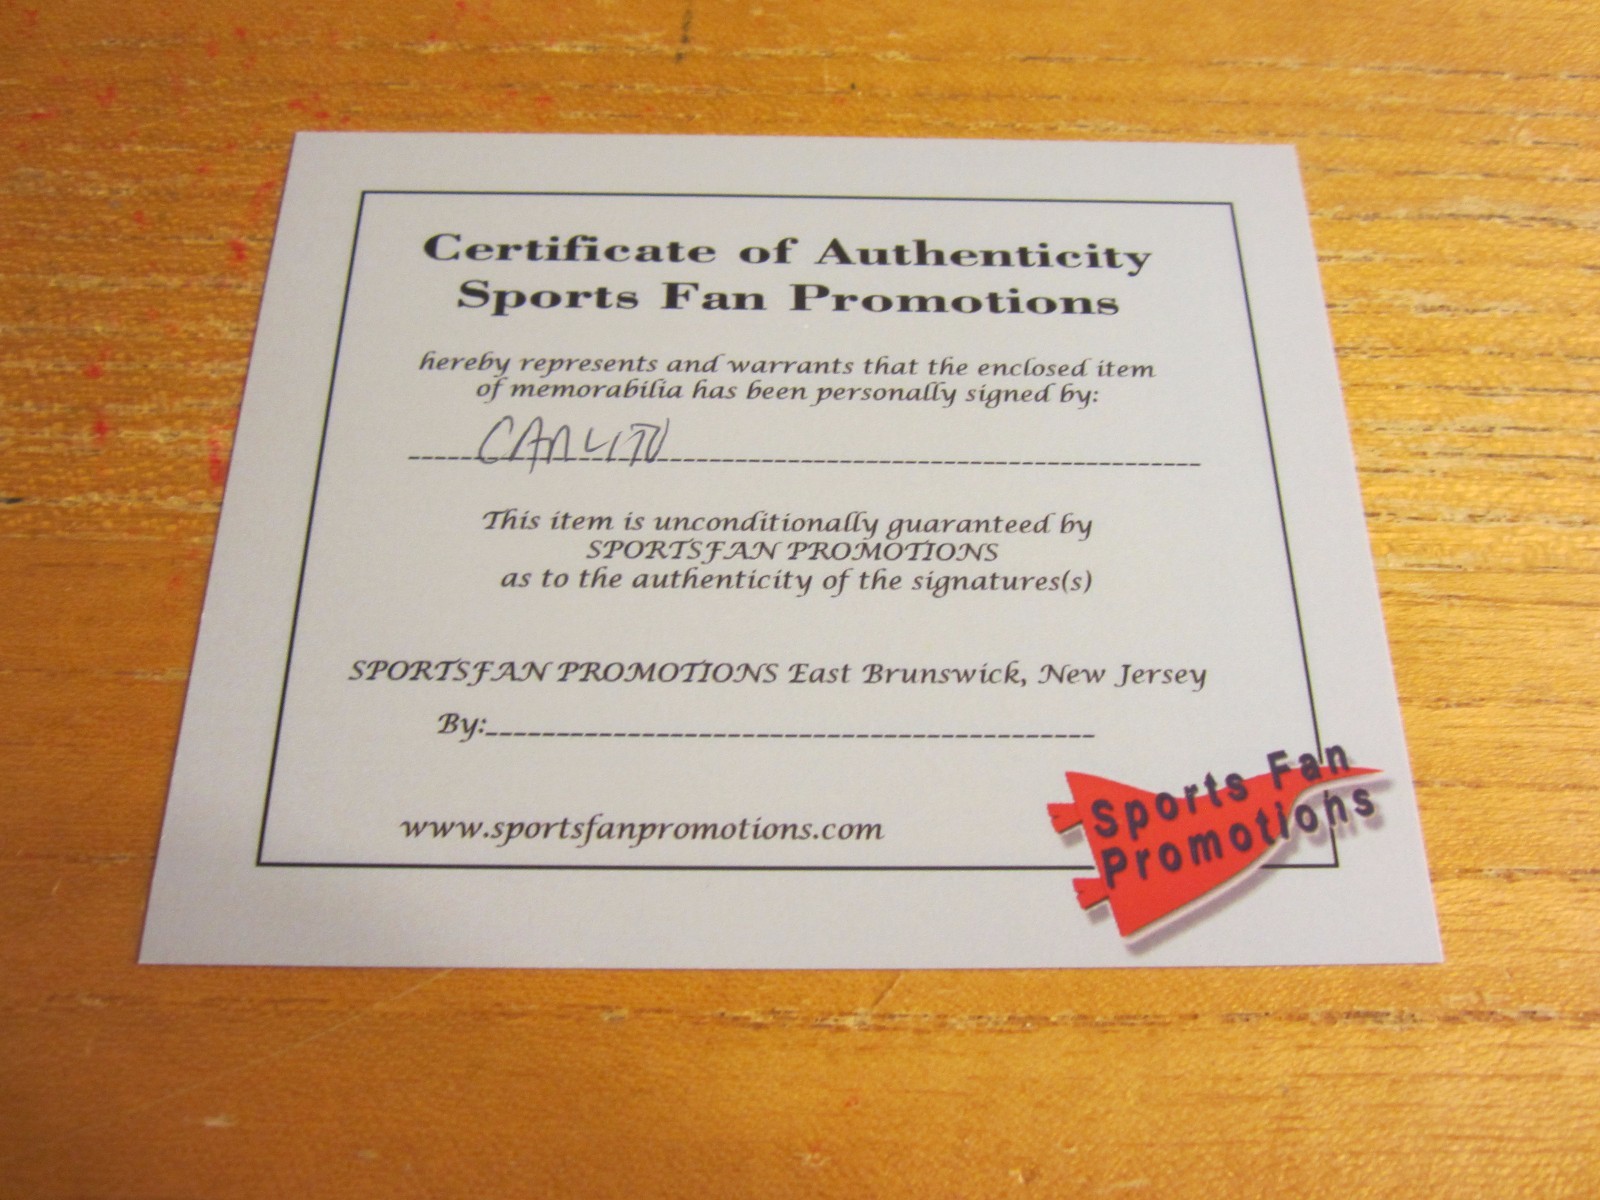 Certificate of Authenticity
Sports Fan Promotions
hereby represents and warrants that the enclosed item
of memorabilia has been personally signed by:
CARLITO
This item is unconditionally guaranteed by
SPORTSFAN PROMOTIONS
as to the authenticity of the signatures(s)
SPORTSFAN PROMOTIONS East Brunswick, New Jersey
By:
www.sportsfanpromotions.com
Sports Fan
Promotions